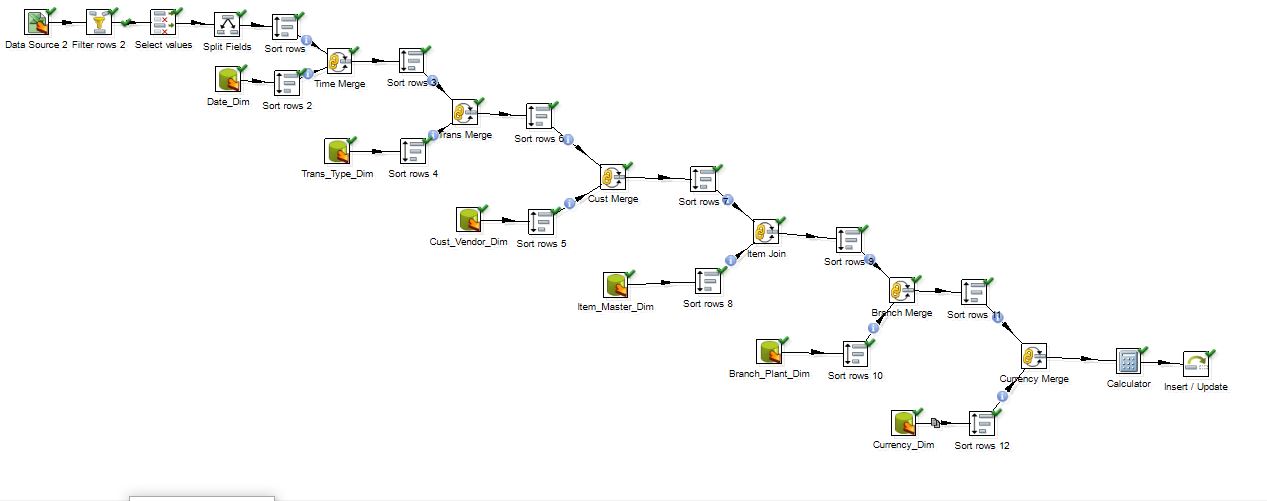 Data Source 2
Filter rows 2
Select values
Split Fields
Sort rows
Time Merge
Sort rows 3
Date_Dim
Sort rows 2
Trans Merge
Sort rows 6
Trans_Type_Dim
Sort rows 4
Cust Merge
Sort rows 7
Cust_Vendor_Dim
Sort rows 5
Item Join
Sort rows 9
Item_Master_Dim
Sort rows 8
Branch Merge
Sort rows 11
Branch_Plant_Dim
Sort rows 10
Currency Merge
Calculator
Insert / Update
Currency_Dim
Sort rows 12